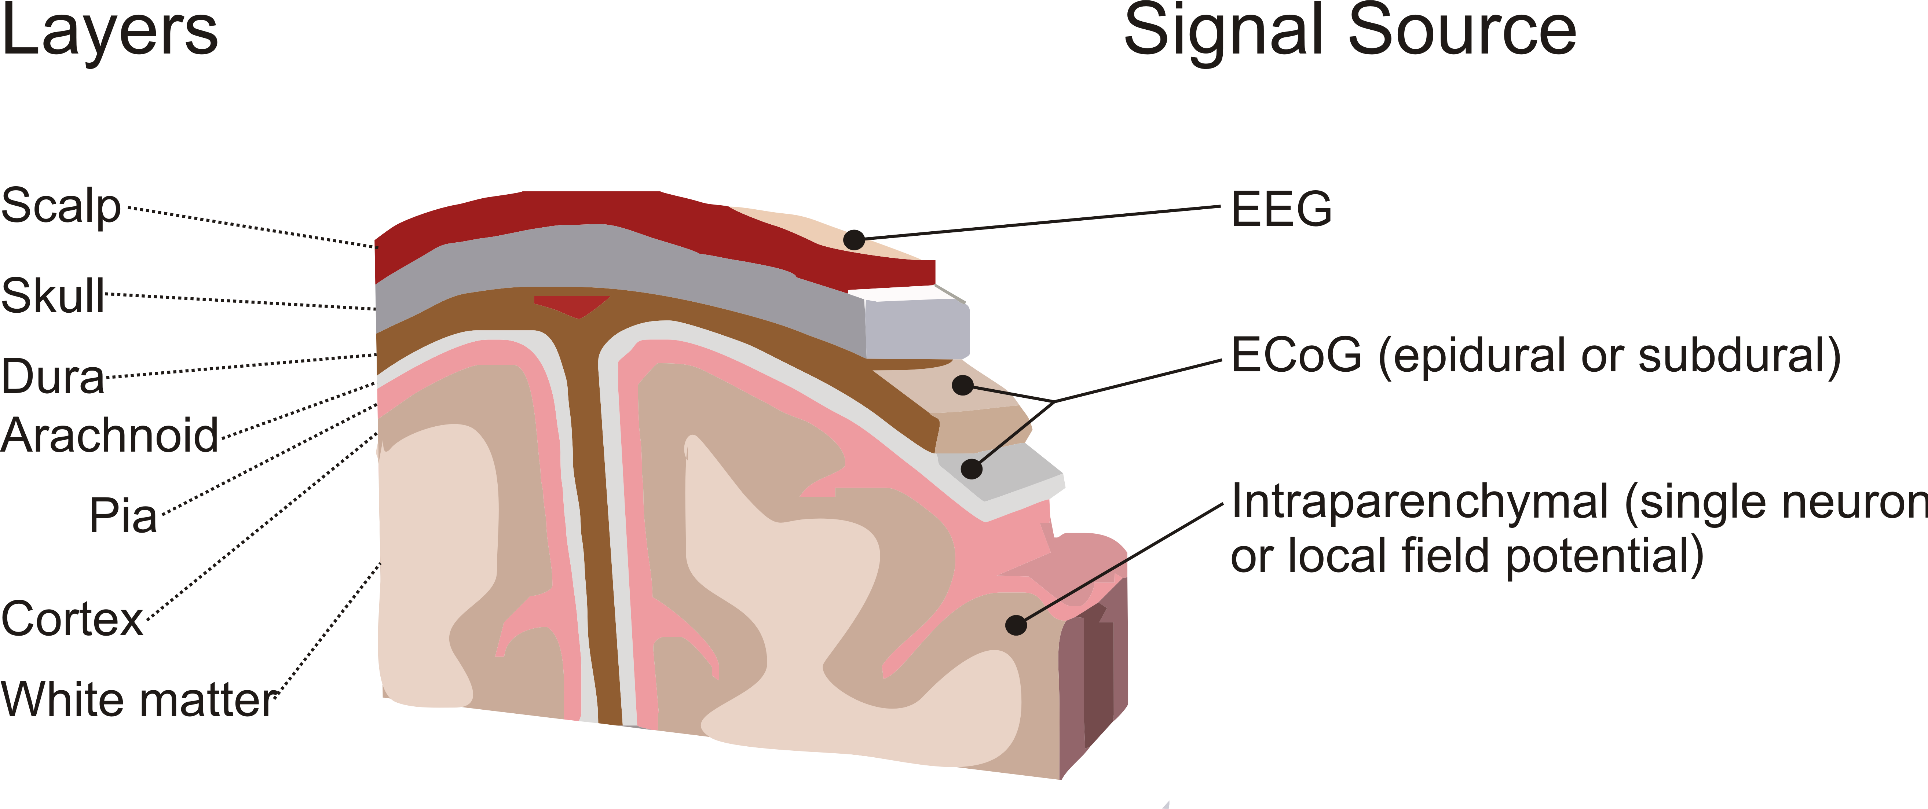 Layers
Signal Source
Scalp
EEG
Skull
ECoG (epidural or subdural)
Dura
Arachnoid
Intraparenchymal (single neuron
or local field potential)
Pia
Cortex
White matter